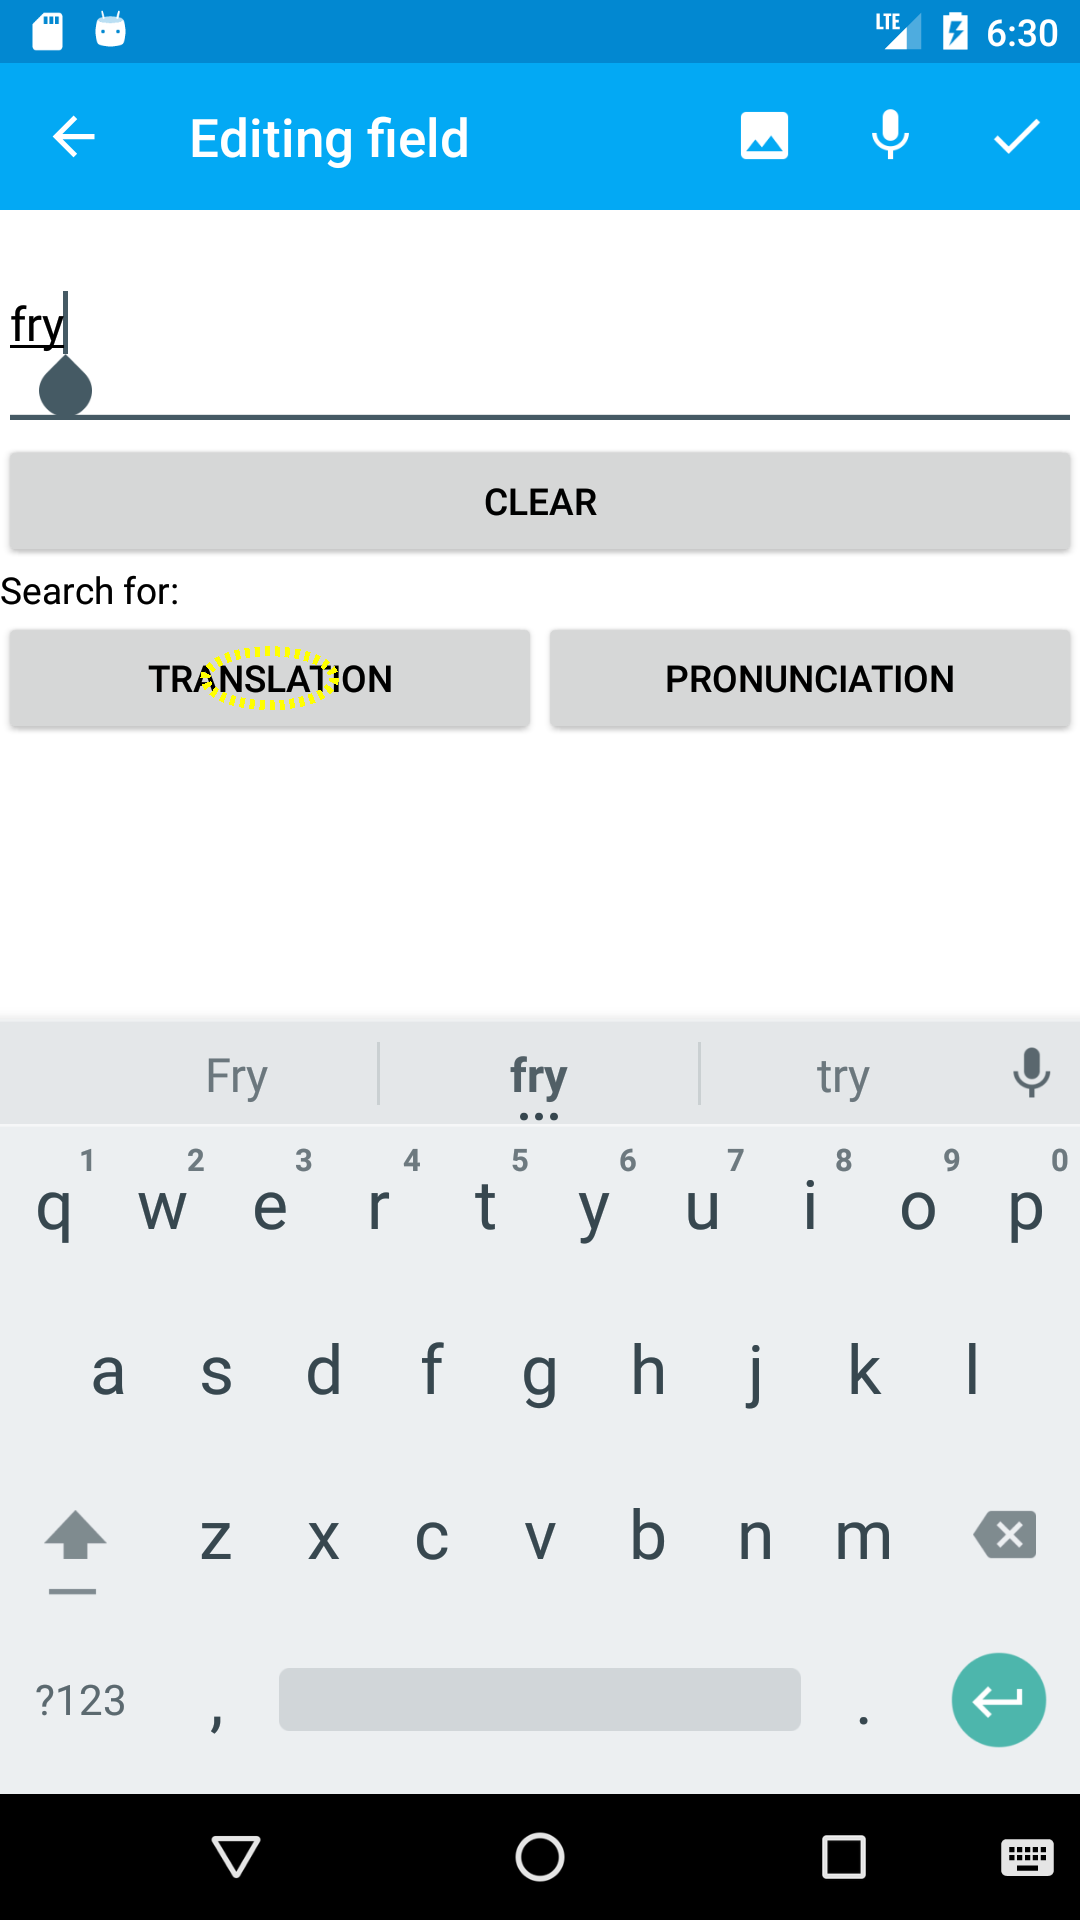 LTE 6:30
Editing field
fry
CLEAR
Search for:
TRANSLATION PRONUNCIATION
Fry fry try
1 2 3 4 5 6 7 8 9 0
q w e r t y u i o p
a s d f g h j k l
z x c v b n m
?123 , .